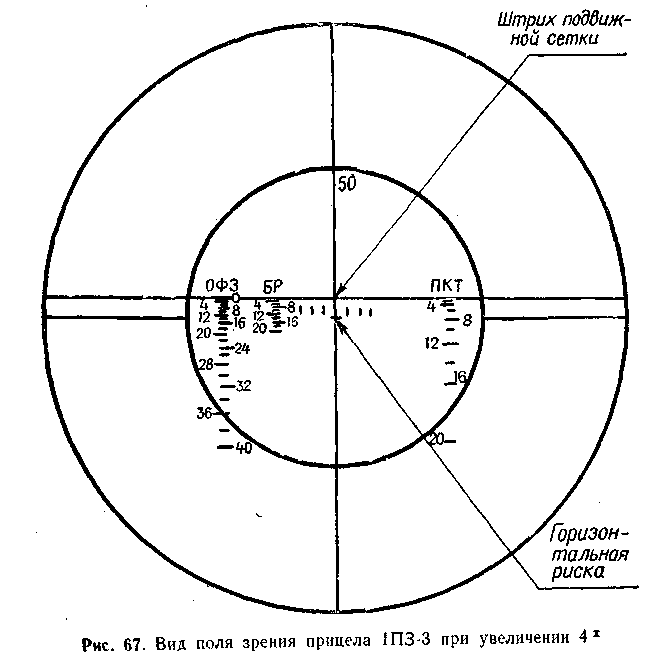 Штрих подвиж-
ной сетки
50
ОФЗ БР ПКТ
0
4 4 4
8 8 8
12 12 12
16 16
20 20
24
28 16
32
36
20
40
Горизон-
тальная
риска
Рис. 67. Вид поля зрения прицела 1ПЗ-3 при увеличении 4ˣ